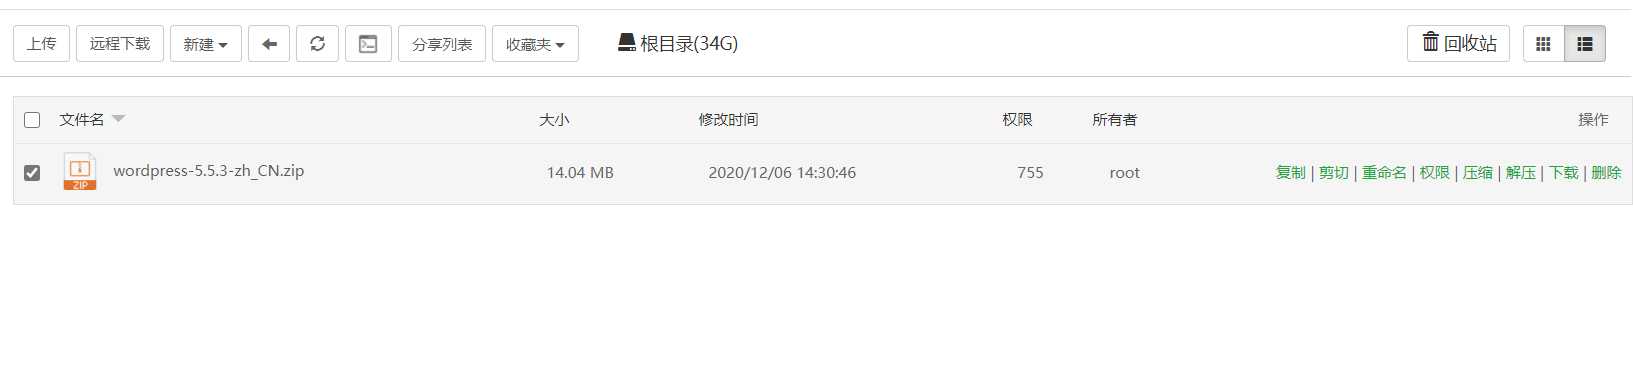 上传 远程下载 新建 分享列表 收藏夹 根目录(34G) 回收站
文件名 大小 修改时间 权限 所有者 操作
wordpress-5.5.3-zh_CN.zip 14.04 MB 2020/12/06 14:30:46 755 root 复制 | 剪切 | 重命名 | 权限 | 压缩 | 解压 | 下载 | 删除
ZIP